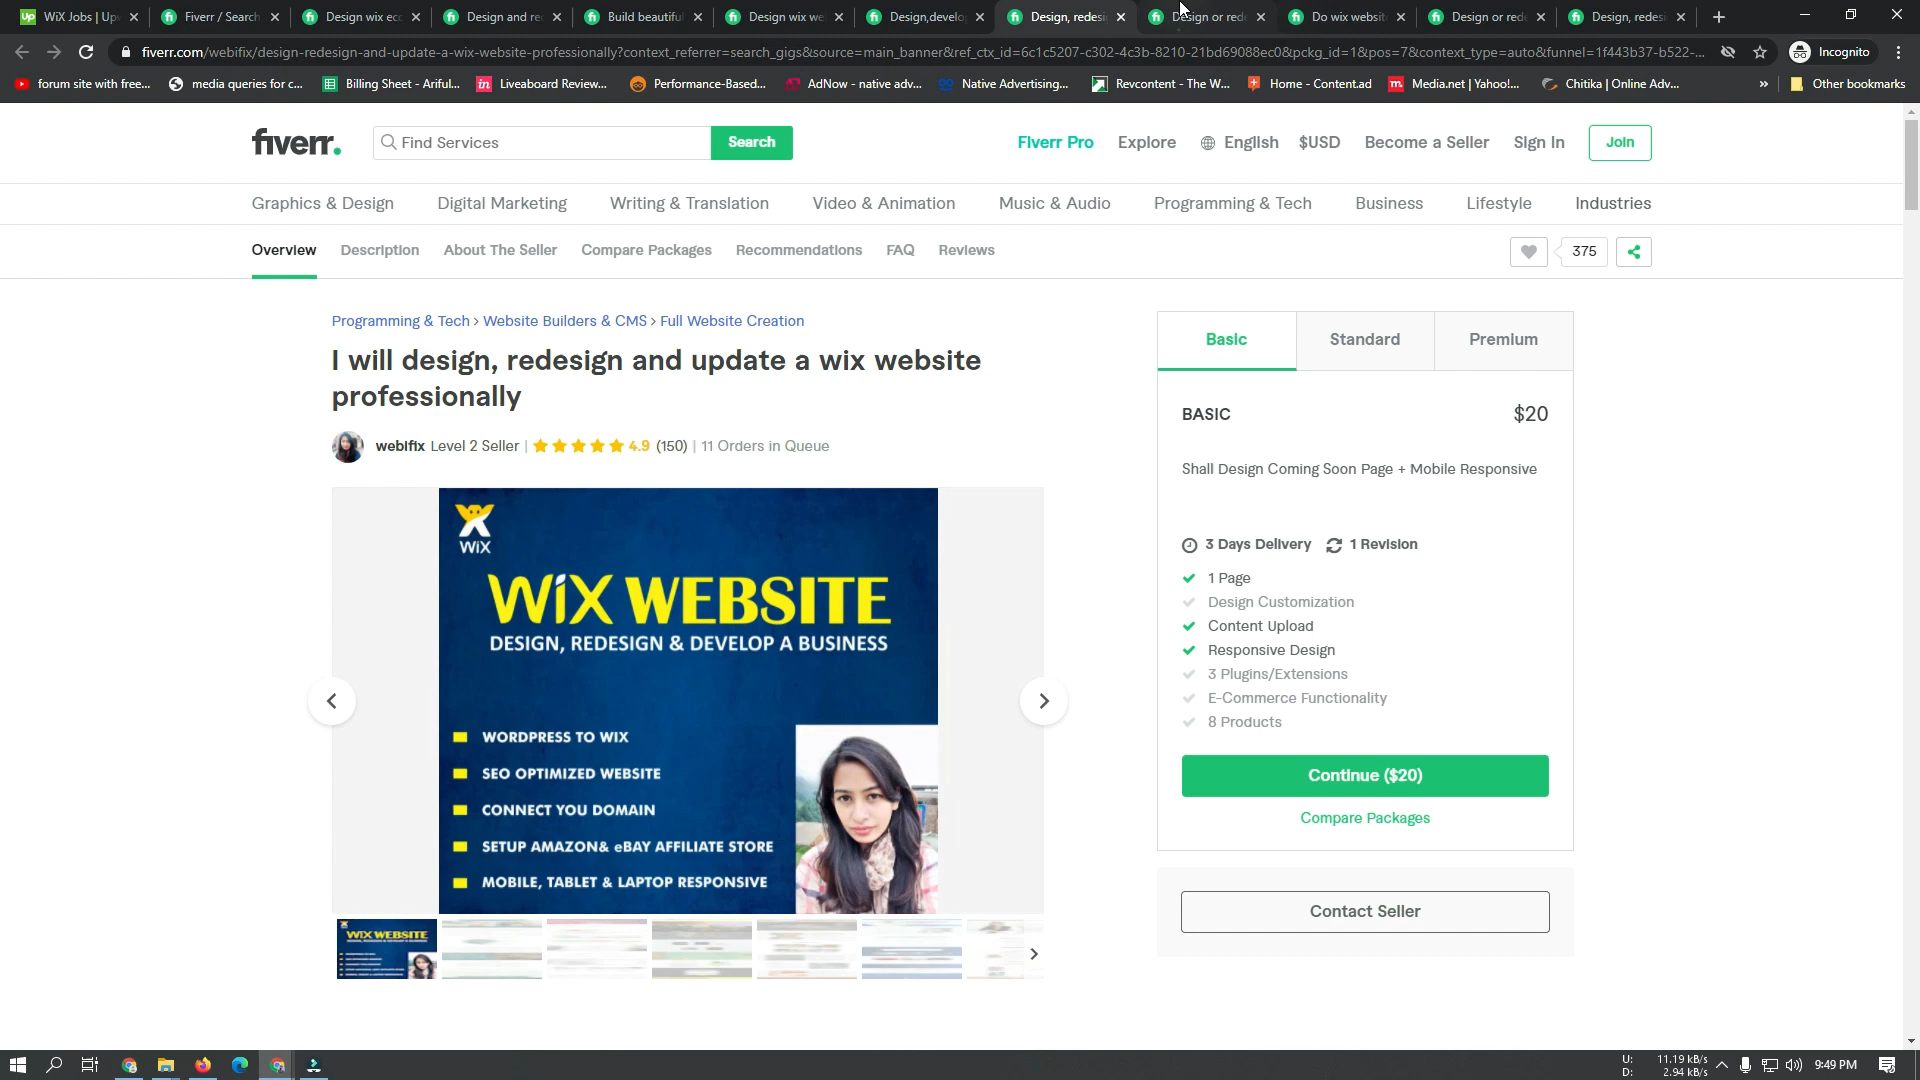 WiX Jobs | Up
Fiverr / Search
Design wix ec
Design and re
Build beautiful
Design wix we
Design,develo
Design, redesi
Design or rede
Do wix websit
Design or rede
Design, redesi
fiverr.com/webifix/design-redesign-and-update-a-wix-website-professionally?context_referrer=search_gigs&source=main_banner&ref_ctx_id=6c1c5207-c302-4c3b-8210-21bd69088ec0&pckg_id=1&pos=7&context_type=auto&funnel=1f443b37-b522-...
Incognito
forum site with free...
media queries for c...
Billing Sheet - Ariful...
Liveaboard Review...
Performance-Based...
AdNow - native adv...
Native Advertising...
Revcontent - The W...
Home - Content.ad
Media.net | Yahoo!...
Chitika | Online Adv...
» Other bookmarks
fiverr.
Find Services
Search
Fiverr Pro
Explore
English
$USD
Become a Seller
Sign In
Join
Graphics & Design
Digital Marketing
Writing & Translation
Video & Animation
Music & Audio
Programming & Tech
Business
Lifestyle
Industries
Overview
Description
About The Seller
Compare Packages
Recommendations
FAQ
Reviews
375
Programming & Tech > Website Builders & CMS > Full Website Creation
I will design, redesign and update a wix website
professionally
webifix Level 2 Seller | 4.9 (150) | 11 Orders in Queue
WiX
WiX WEBSITE
DESIGN, REDESIGN & DEVELOP A BUSINESS
WORDPRESS TO WIX
SEO OPTIMIZED WEBSITE
CONNECT YOU DOMAIN
SETUP AMAZON& eBAY AFFILIATE STORE
MOBILE, TABLET & LAPTOP RESPONSIVE
WIX WEBSITE
Basic
Standard
Premium
BASIC
$20
Shall Design Coming Soon Page + Mobile Responsive
3 Days Delivery
1 Revision
1 Page
Design Customization
Content Upload
Responsive Design
3 Plugins/Extensions
E-Commerce Functionality
8 Products
Continue ($20)
Compare Packages
Contact Seller
U: 11.19 kB/s
D: 2.94 kB/s
9:49 PM